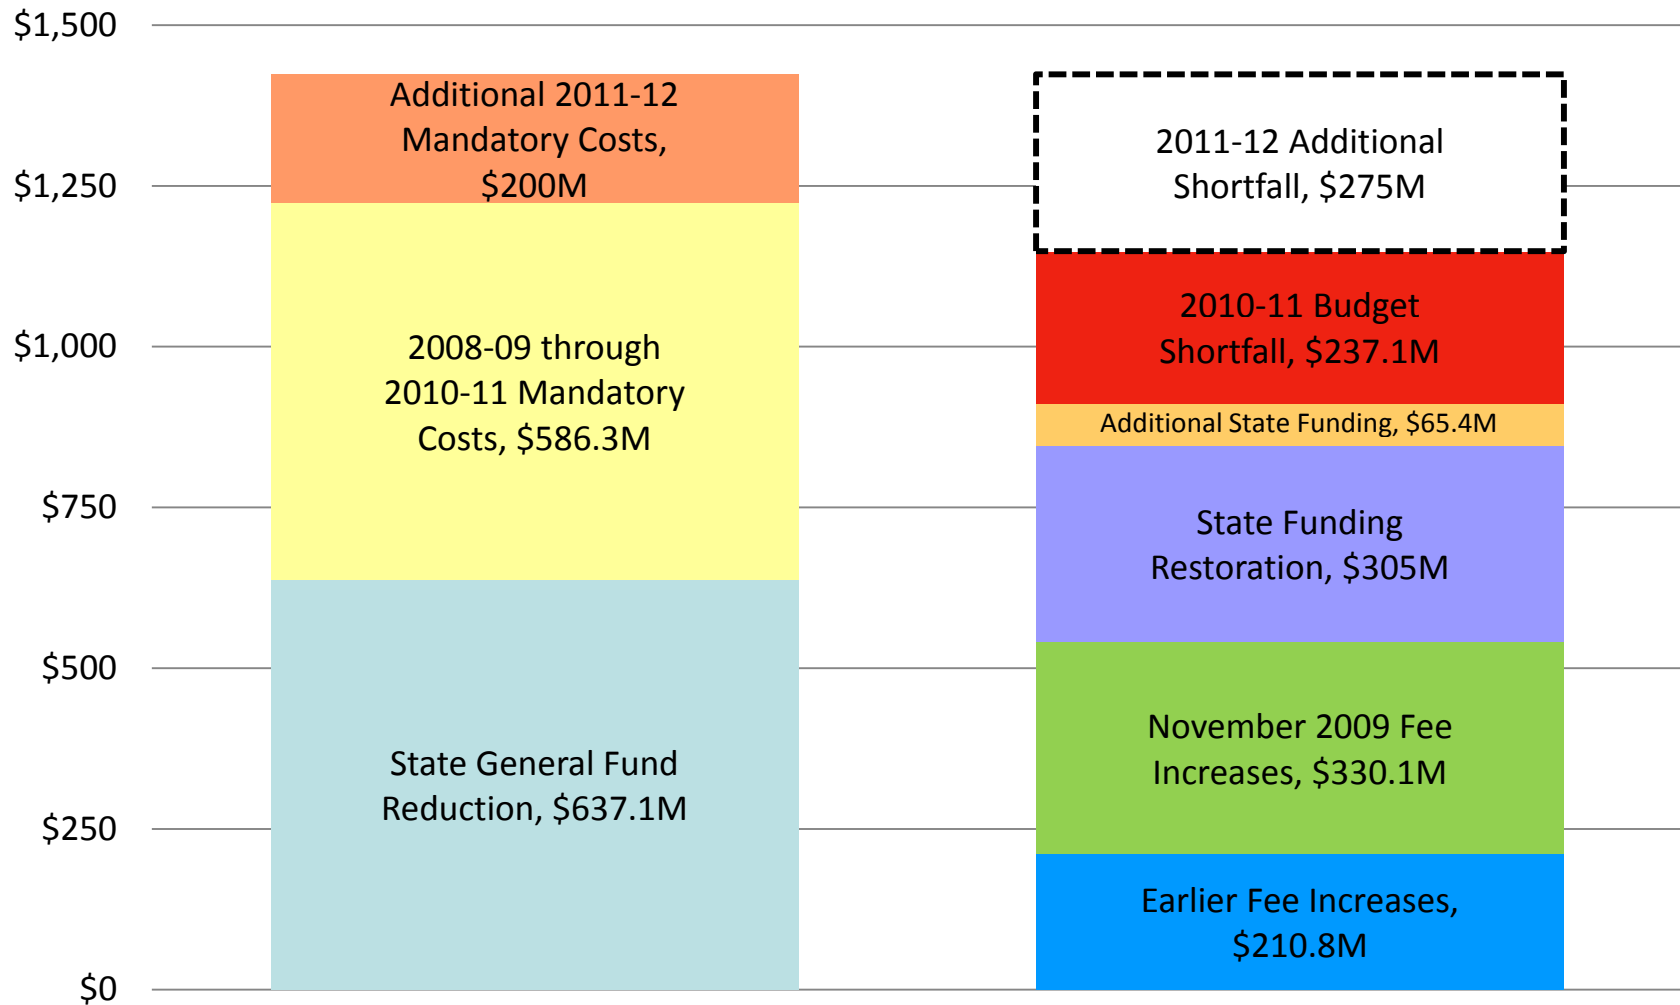 $1,500
$1,250
$1,000
$750
$500
$250
$0
Additional 2011-12
Mandatory Costs,
$200M
2008-09 through
2010-11 Mandatory
Costs, $586.3M
State General Fund
Reduction, $637.1M
2011-12 Additional
Shortfall, $275M
2010-11 Budget
Shortfall, $237.1M
Additional State Funding, $65.4M
State Funding
Restoration, $305M
November 2009 Fee
Increases, $330.1M
Earlier Fee Increases,
$210.8M